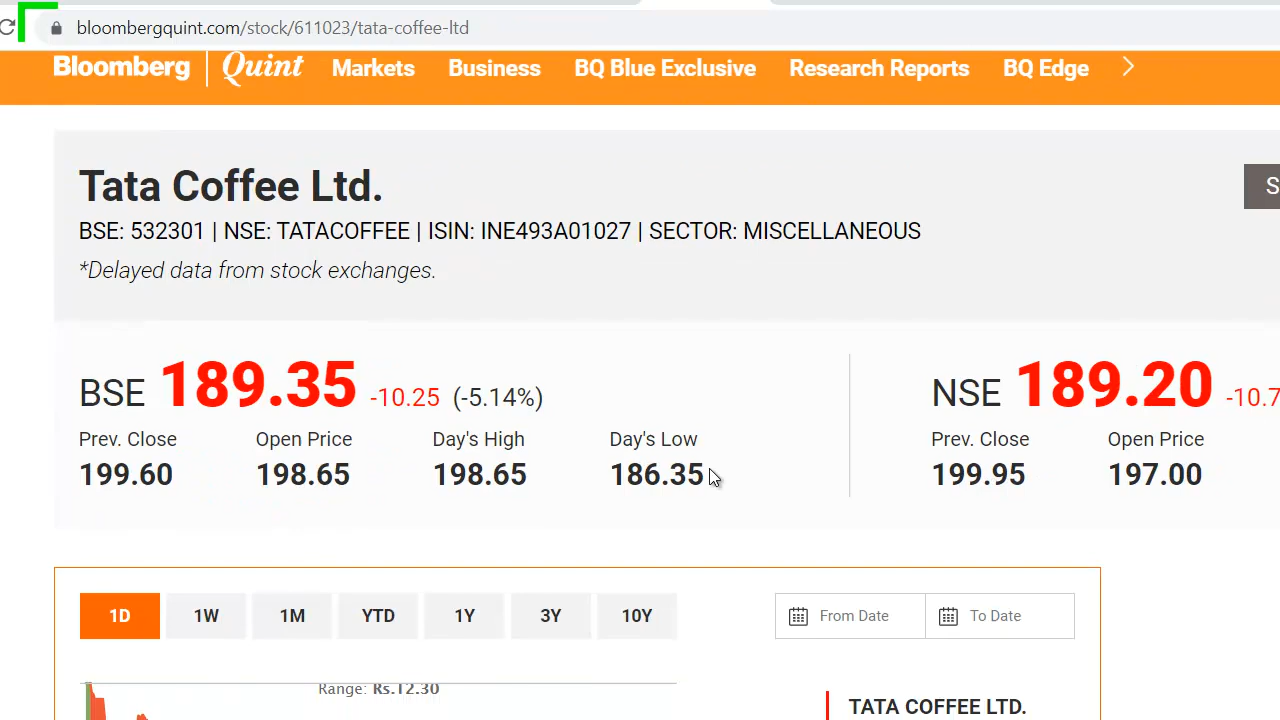 bloombergquint.com/stock/611023/tata-coffee-ltd
Bloomberg | Quint Markets Business BQ Blue Exclusive Research Reports BQ Edge
Tata Coffee Ltd.
S
BSE: 532301 | NSE: TATACOFFEE | ISIN: INE493A01027 | SECTOR: MISCELLANEOUS
*Delayed data from stock exchanges.
BSE 189.35 -10.25 (-5.14%)
Prev. Close Open Price Day's High Day's Low
199.60 198.65 198.65 186.35
NSE 189.20 -10.7
Prev. Close Open Price
199.95 197.00
1D 1W 1M YTD 1Y 3Y 10Y From Date To Date
Range: Rs.12.30
TATA COFFEE LTD.